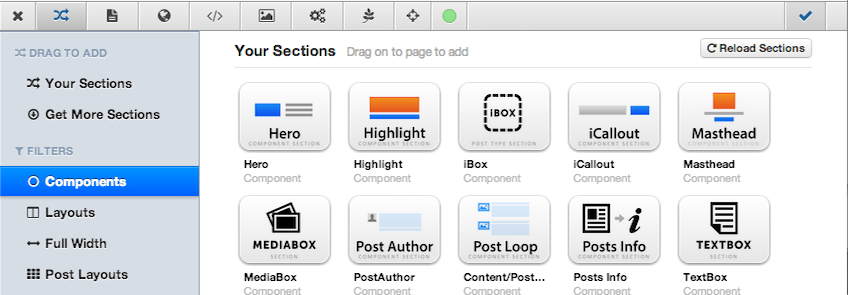 DRAG TO ADD
Your Sections
Get More Sections
FILTERS
Components
Layouts
Full Width
Post Layouts
Your Sections Drag on to page to add
Reload Sections
Hero
COMPONENT SECTION
Hero
Component
Highlight
COMPONENT SECTION
Highlight
Component
iBOX
POST TYPE SECTION
iBox
Component
iCallout
COMPONENT SECTION
iCallout
Component
Masthead
COMPONENT SECTION
Masthead
Component
MEDIABOX
SECTION
MediaBox
Component
Post Author
COMPONENT SECTION
PostAuthor
Component
Post Loop
COMPONENT SECTION
Content/Post...
Component
Posts Info
COMPONENT SECTION
Posts Info
Component
TEXTBOX
SECTION
TextBox
Component